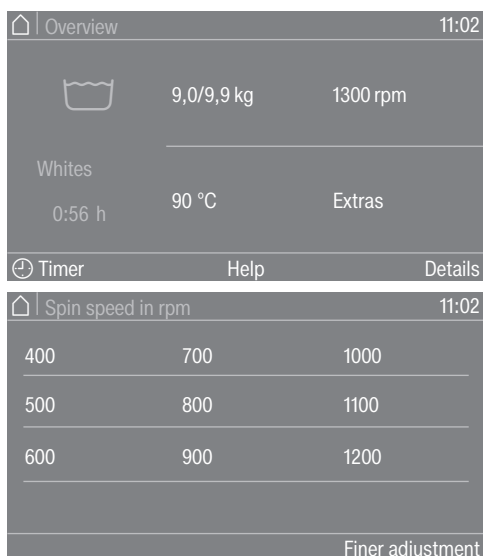 Overview 11:02
9,0/9,9 kg 1300 rpm
Whites
90 °C Extras
0:56 h
Timer Help Details
Spin speed in rpm 11:02
400 700 1000
500 800 1100
600 900 1200
Finer adjustment